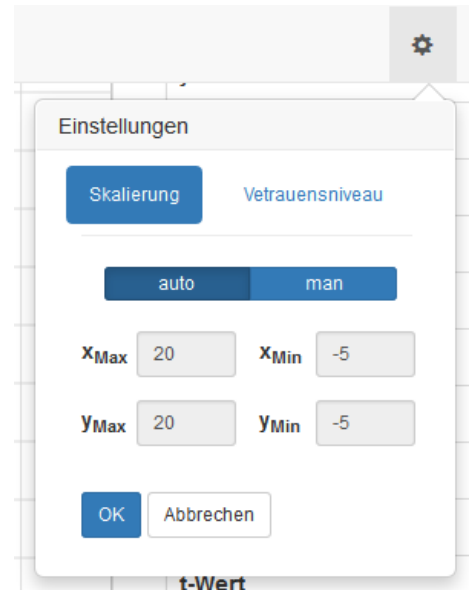 Einstellungen
Skalierung Vetrauensniveau
auto man
xMax 20 xMin -5
yMax 20 yMin -5
OK Abbrechen
t-Wert